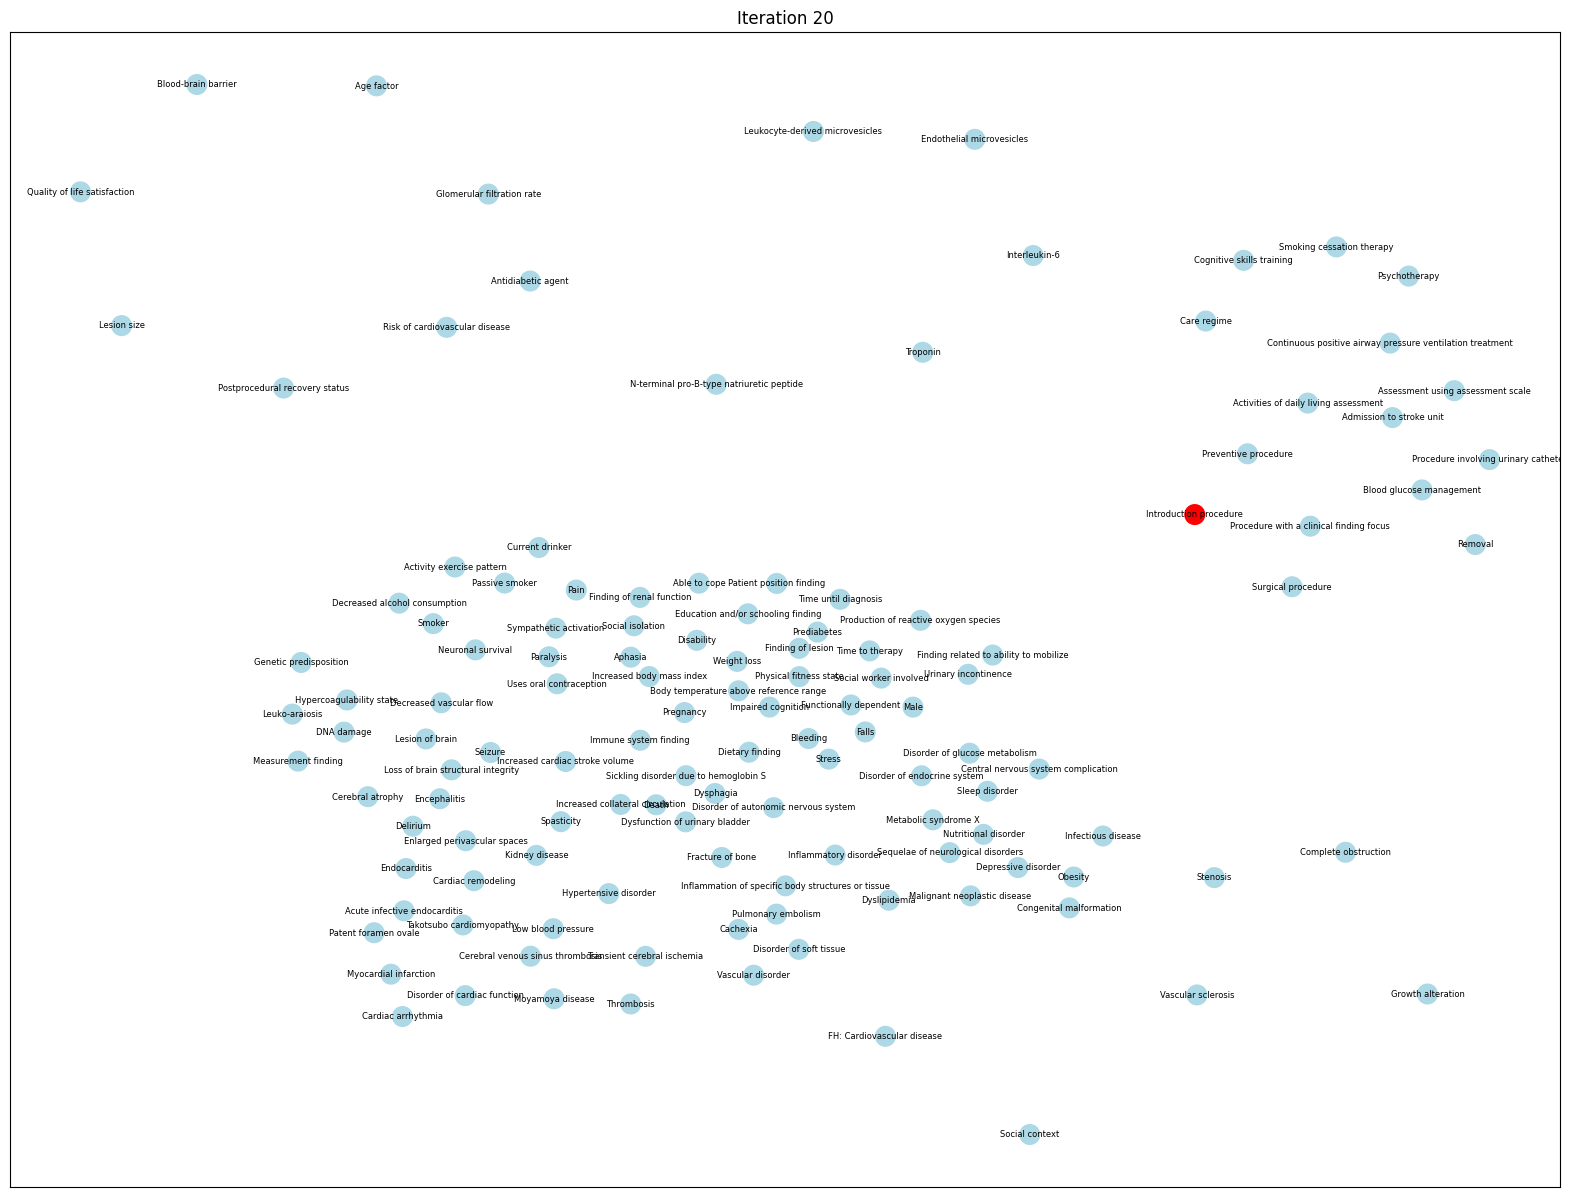 Iteration 20
Blood-brain barrier
Age factor
Leukocyte-derived microvesicles
Endothelial microvesicles
Quality of life satisfaction
Glomerular filtration rate
Smoking cessation therapy
Interleukin-6
Cognitive skills training
Psychotherapy
Antidiabetic agent
Lesion size
Risk of cardiovascular disease
Care regime
Continuous positive airway pressure ventilation treatment
Troponin
Postprocedural recovery status
N-terminal pro-B-type natriuretic peptide
Assessment using assessment scale
Activities of daily living assessment
Admission to stroke unit
Preventive procedure
Procedure involving urinary cathete
Blood glucose management
Introduction procedure
Procedure with a clinical finding focus
Removal
Current drinker
Activity exercise pattern
Passive smoker
Pain
Able to cope
Patient position finding
Surgical procedure
Finding of renal function
Time until diagnosis
Decreased alcohol consumption
Education and/or schooling finding
Smoker
Sympathetic activation
Social isolation
Production of reactive oxygen species
Prediabetes
Disability
Neuronal survival
Finding of lesion
Time to therapy
Paralysis
Aphasia
Finding related to ability to mobilize
Genetic predisposition
Weight loss
Increased body mass index
Physical fitness state
Social worker involved
Urinary incontinence
Uses oral contraception
Body temperature above reference range
Hypercoagulability state
Decreased vascular flow
Impaired cognition
Functionally dependent
Male
Leuko-araiosis
Pregnancy
DNA damage
Falls
Lesion of brain
Immune system finding
Bleeding
Seizure
Dietary finding
Disorder of glucose metabolism
Measurement finding
Increased cardiac stroke volume
Stress
Loss of brain structural integrity
Central nervous system complication
Sickling disorder due to hemoglobin S
Disorder of endocrine system
Sleep disorder
Cerebral atrophy
Encephalitis
Dysphagia
Increased collateral circulation
Death
Disorder of autonomic nervous system
Delirium
Spasticity
Dysfunction of urinary bladder
Metabolic syndrome X
Nutritional disorder
Infectious disease
Enlarged perivascular spaces
Kidney disease
Fracture of bone
Inflammatory disorder
Sequelae of neurological disorders
Complete obstruction
Endocarditis
Depressive disorder
Cardiac remodeling
Obesity
Stenosis
Hypertensive disorder
Inflammation of specific body structures or tissue
Malignant neoplastic disease
Dyslipidemia
Congenital malformation
Acute infective endocarditis
Pulmonary embolism
Takotsubo cardiomyopathy
Low blood pressure
Cachexia
Patent foramen ovale
Disorder of soft tissue
Cerebral venous sinus thrombosis
Transient cerebral ischemia
Myocardial infarction
Vascular disorder
Disorder of cardiac function
Moyamoya disease
Thrombosis
Vascular sclerosis
Growth alteration
Cardiac arrhythmia
FH: Cardiovascular disease
Social context